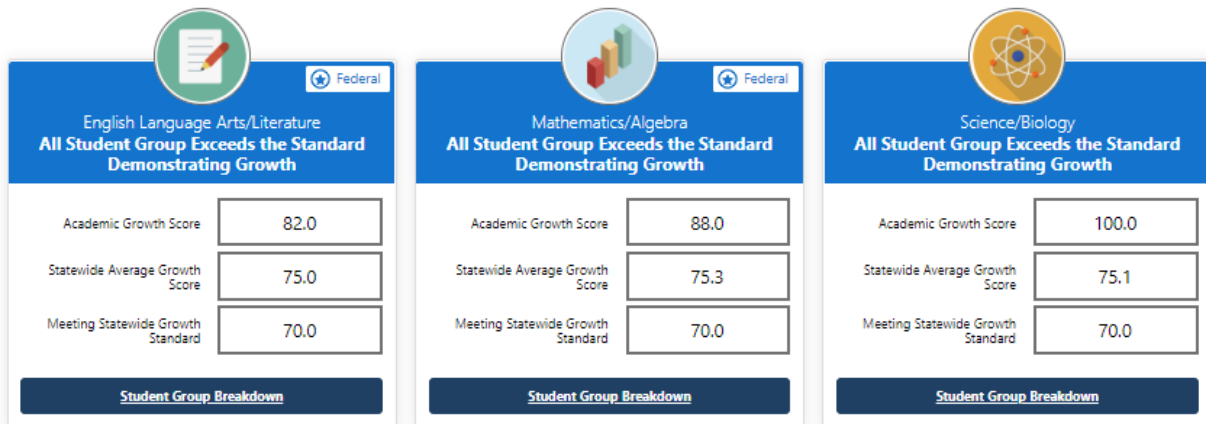 Federal
English Language Arts/Literature
All Student Group Exceeds the Standard
Demonstrating Growth
Academic Growth Score
82.0
Statewide Average Growth
Score
75.0
Meeting Statewide Growth
Standard
70.0
Student Group Breakdown
Federal
Mathematics/Algebra
All Student Group Exceeds the Standard
Demonstrating Growth
Academic Growth Score
88.0
Statewide Average Growth
Score
75.3
Meeting Statewide Growth
Standard
70.0
Student Group Breakdown
Science/Biology
All Student Group Exceeds the Standard
Demonstrating Growth
Academic Growth Score
100.0
Statewide Average Growth
Score
75.1
Meeting Statewide Growth
Standard
70.0
Student Group Breakdown